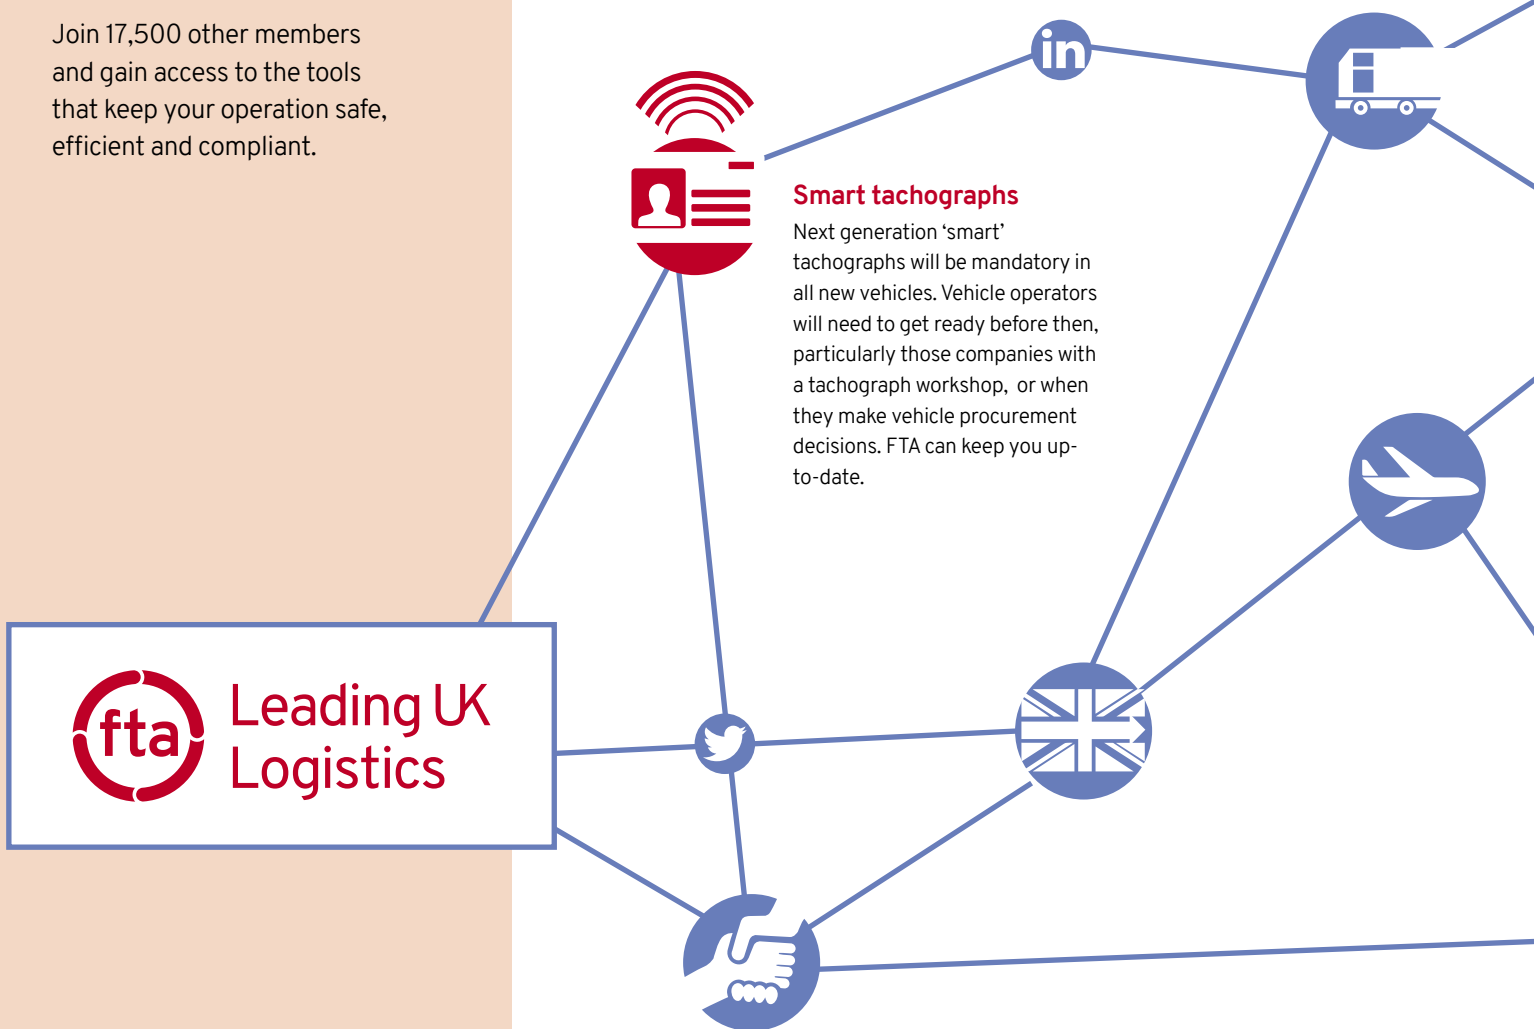 Join 17,500 other members
and gain access to the tools
that keep your operation safe,
efficient and compliant.
in
Smart tachographs
Next generation ‘smart’
tachographs will be mandatory in
all new vehicles. Vehicle operators
will need to get ready before then,
particularly those companies with
a tachograph workshop, or when
they make vehicle procurement
decisions. FTA can keep you up-
to-date.
fta
Leading UK
Logistics